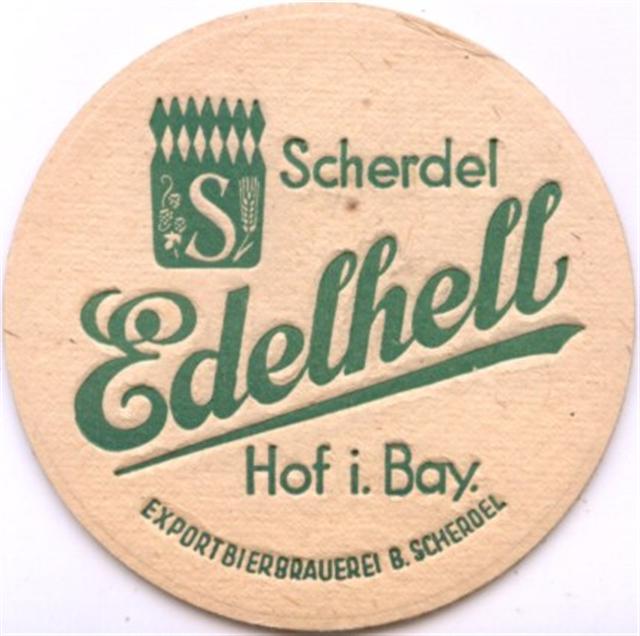 S
Scherdel
Edelhell
Hof i. Bay.
EXPORTBIERBRAUEREI B. SCHERDEL